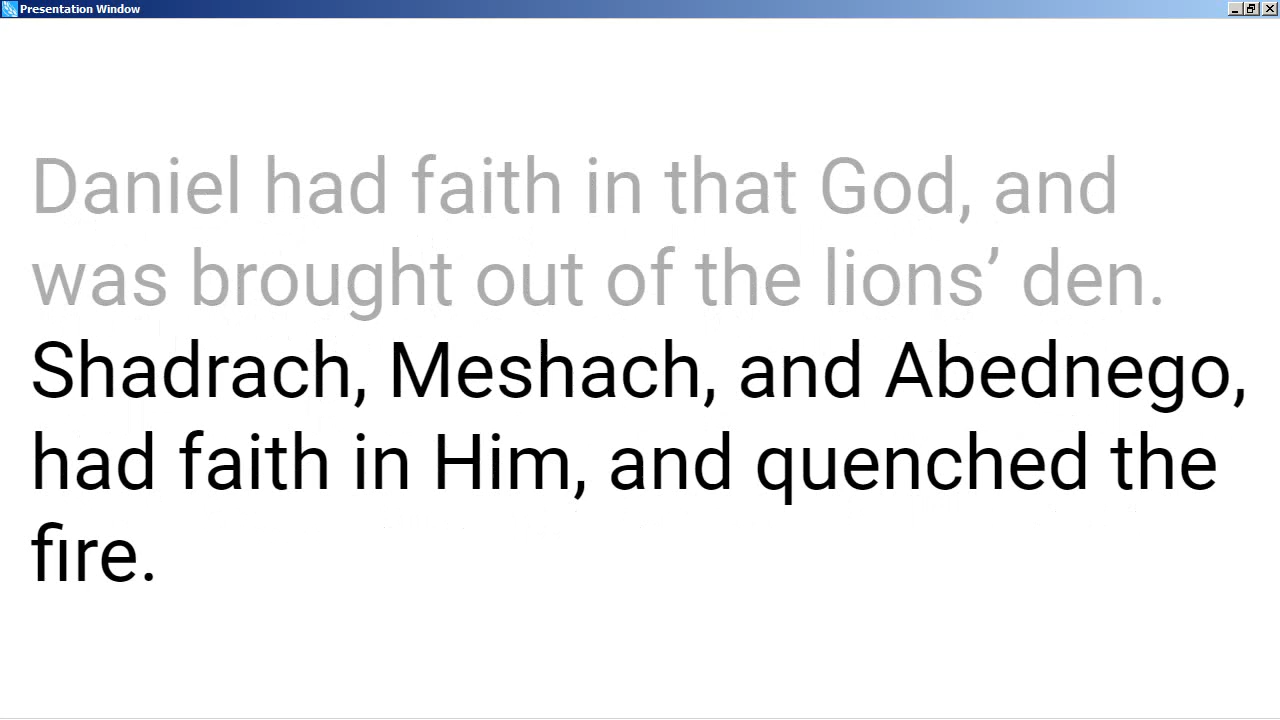 Presentation Window
Daniel had faith in that God, and
was brought out of the lions’ den.
Shadrach, Meshach, and Abednego,
had faith in Him, and quenched the
fire.